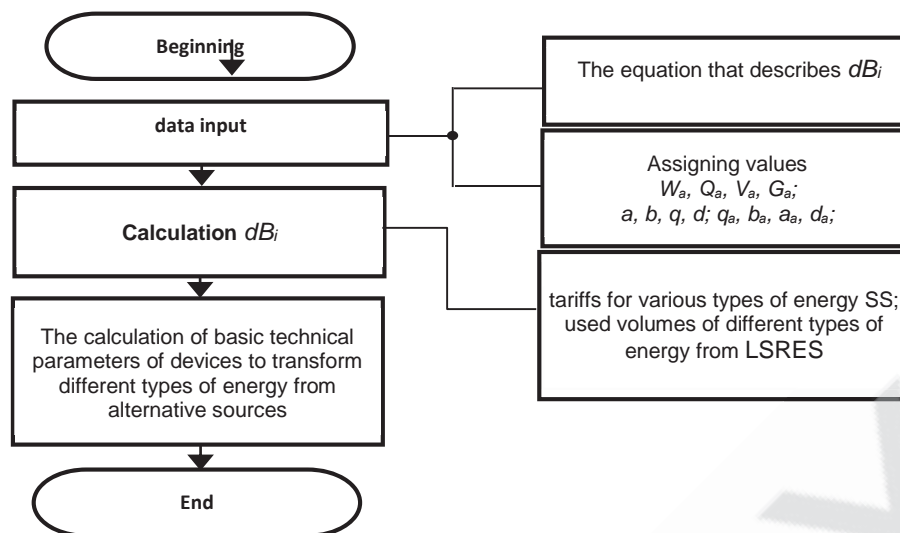 Beginning
data input
Calculation dBi
The calculation of basic technical
parameters of devices to transform
different types of energy from
alternative sources
End
The equation that describes dBi
Assigning values
Wa, Qa, Va, Ga;
a, b, q, d; qa, ba, aa, da;
tariffs for various types of energy SS;
used volumes of different types of
energy from LSRES